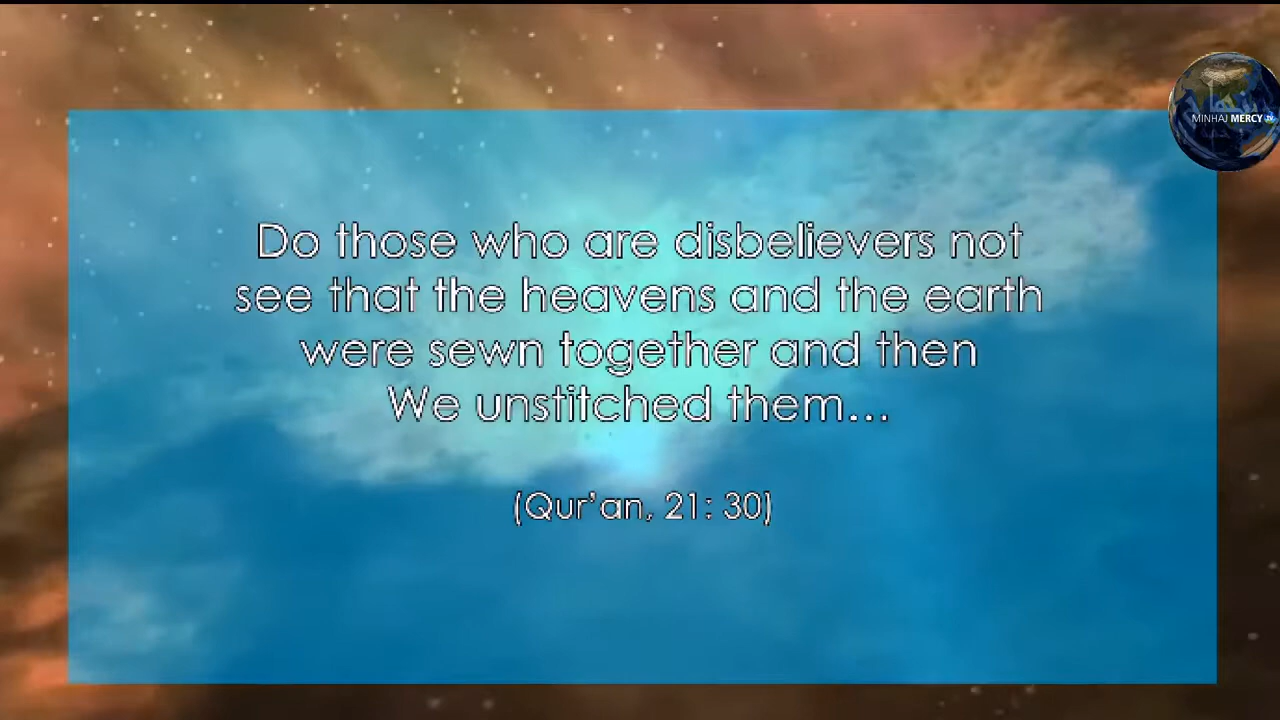 Do those who are disbelievers not
see that the heavens and the earth
were sewn together and then
We unstitched them...
(Qur'an, 21: 30)
MINHAJ MERCY.TV